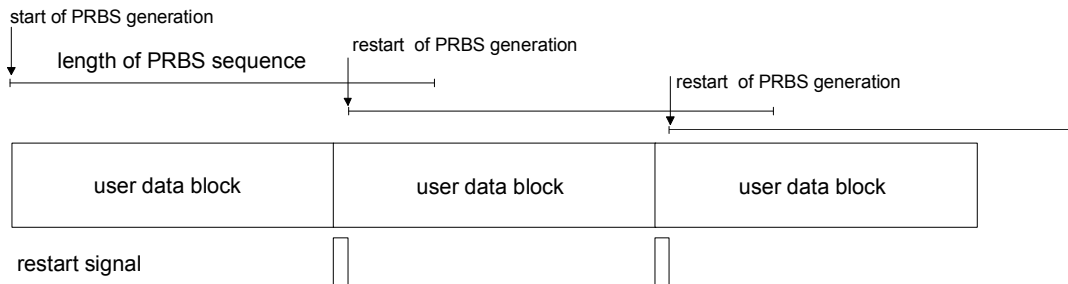 start of PRBS generation
restart of PRBS generation
length of PRBS sequence
restart of PRBS generation
user data block
user data block
user data block
restart signal